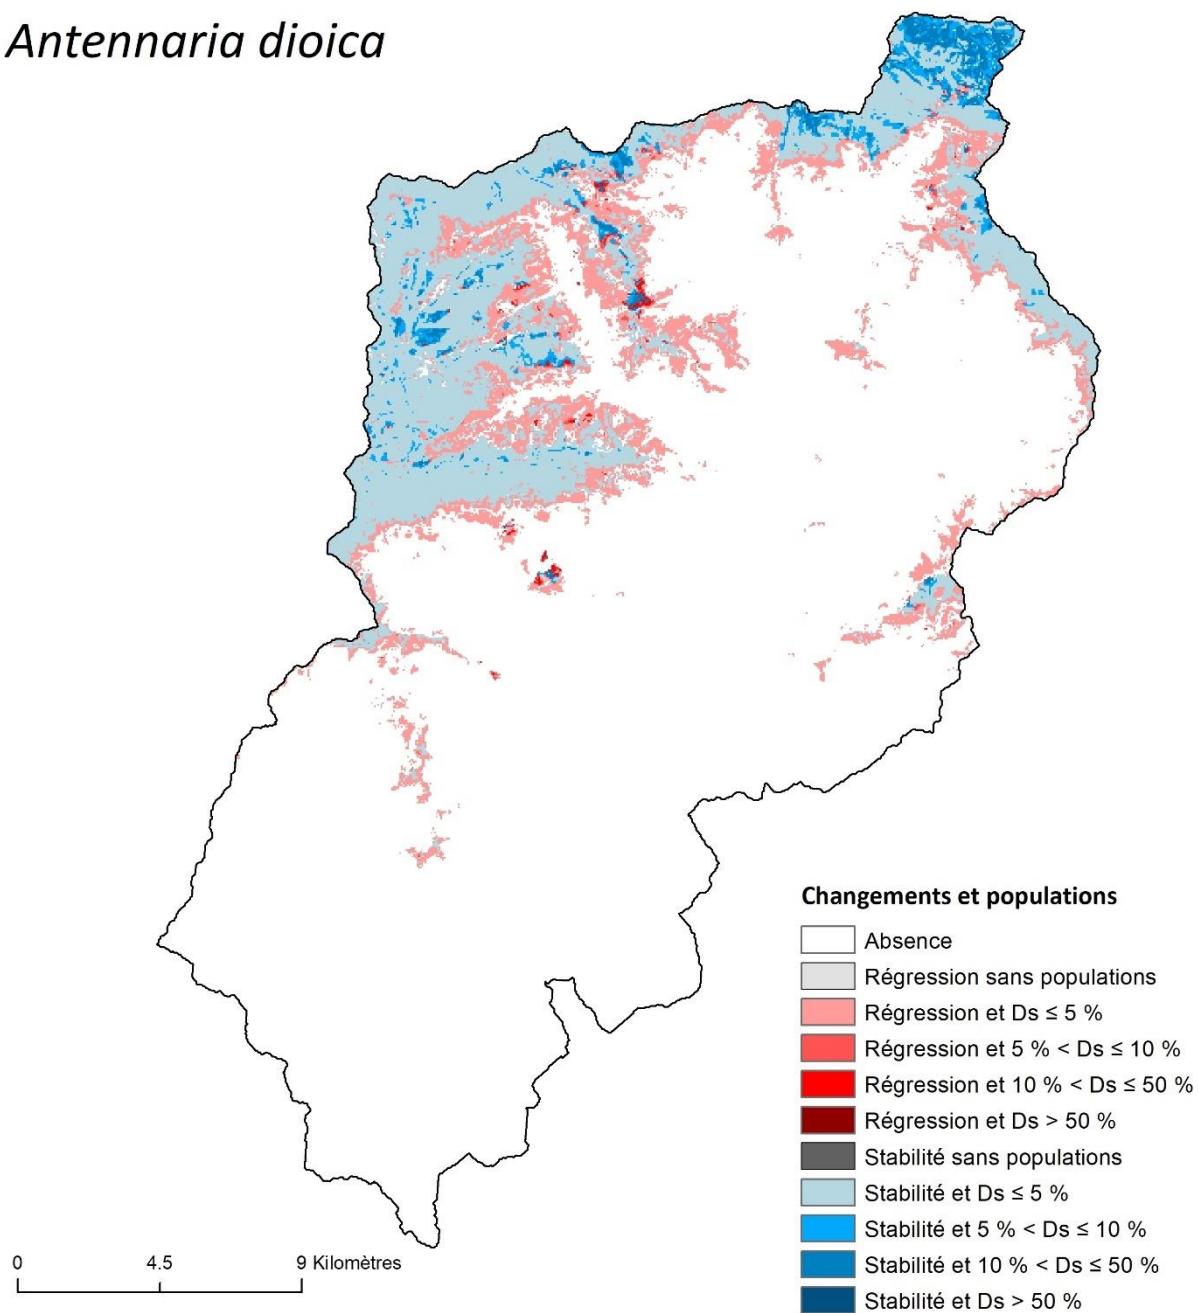 Antennaria dioica
Changements et populations
Absence
Régression sans populations
Régression et Ds ≤ 5 %
Régression et 5 % < Ds ≤ 10 %
Régression et 10 % < Ds ≤ 50 %
Régression et Ds > 50 %
Stabilité sans populations
Stabilité et Ds ≤ 5 %
Stabilité et 5 % < Ds ≤ 10 %
Stabilité et 10 % < Ds ≤ 50 %
Stabilité et Ds > 50 %
0 4.5 9 Kilomètres